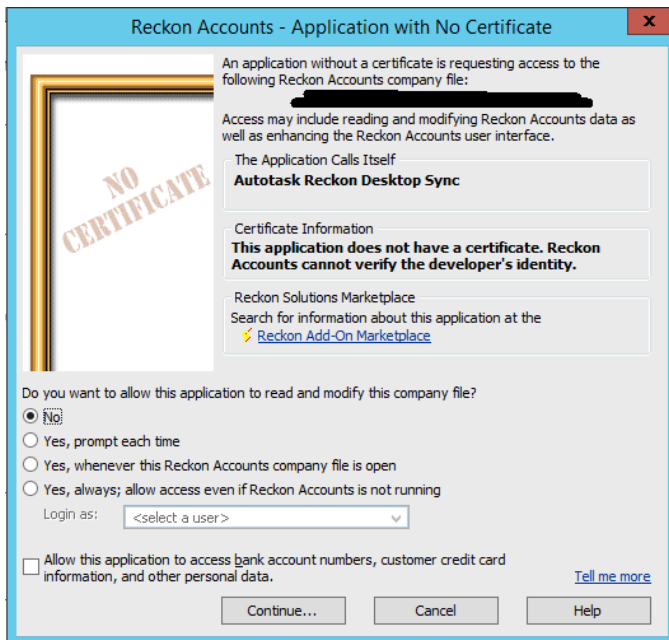 Reckon Accounts - Application with No Certificate
x
An application without a certificate is requesting access to the
following Reckon Accounts company file:
Access may include reading and modifying Reckon Accounts data as
well as enhancing the Reckon Accounts user interface.
NO
CERTIFICATE
The Application Calls Itself
Autotask Reckon Desktop Sync
Certificate Information
This application does not have a certificate. Reckon
Accounts cannot verify the developer's identity.
Reckon Solutions Marketplace
Search for information about this application at the
Reckon Add-On Marketplace
Do you want to allow this application to read and modify this company file?
No
Yes, prompt each time
Yes, whenever this Reckon Accounts company file is open
Yes, always; allow access even if Reckon Accounts is not running
Login as: <select a user>
Allow this application to access bank account numbers, customer credit card
information, and other personal data.
Tell me more
Continue... Cancel Help